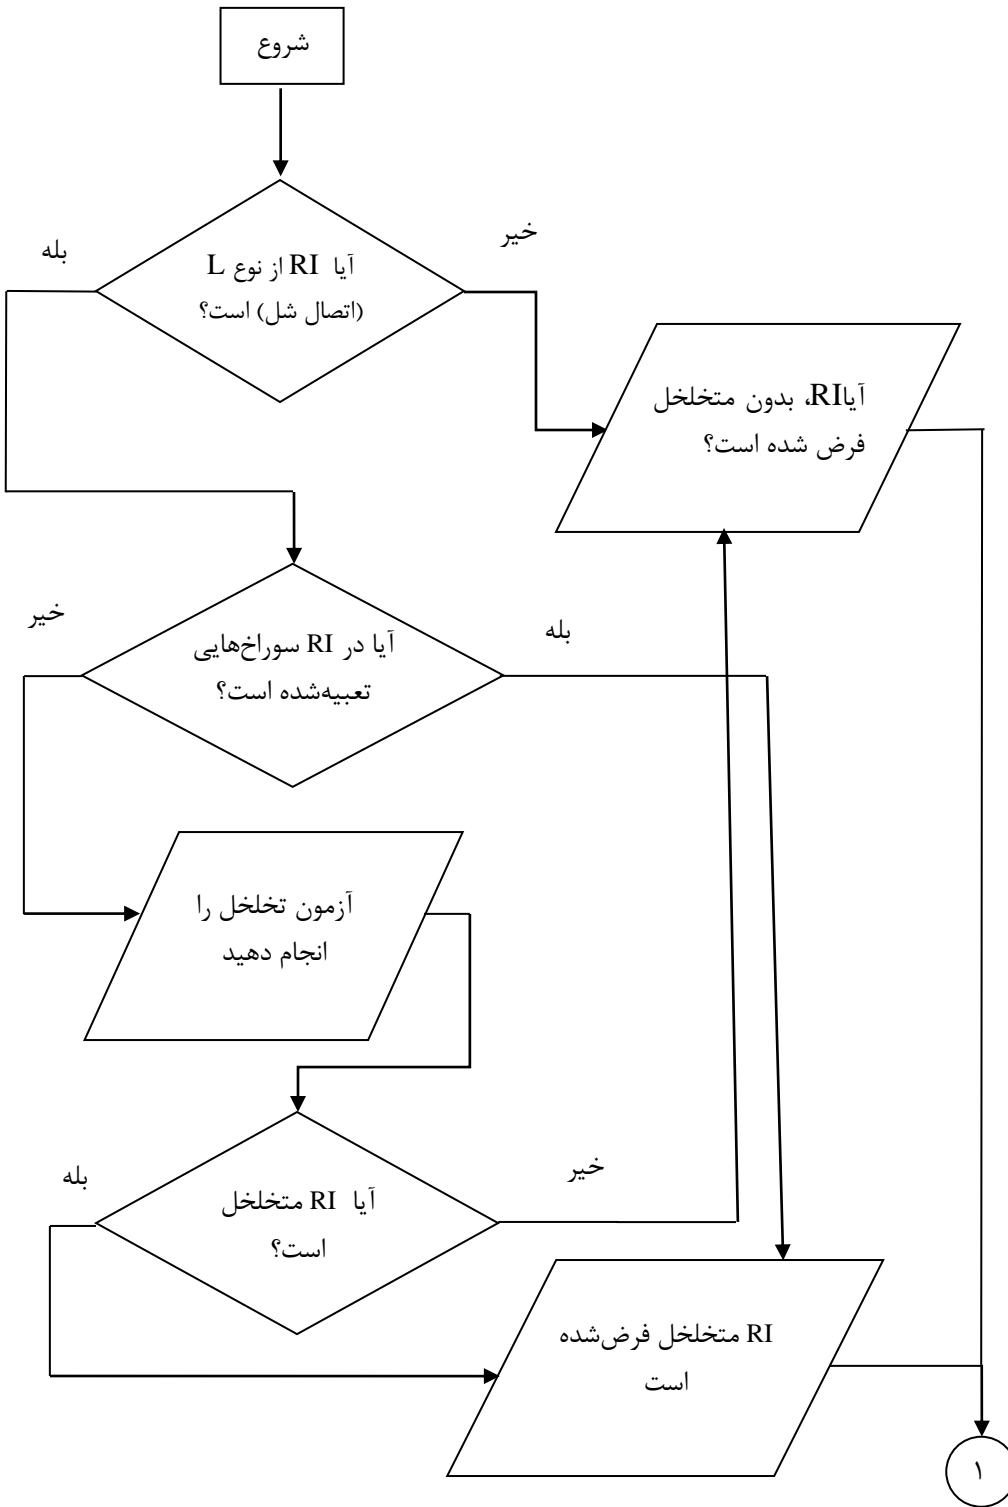 شروع
خیر
بله
آیا RI از نوع L
(اتصال شل) است؟
آیاRI، بدون متخلخل
فرض شده است؟
خیر
بله
آیا در RI سوراخ‌هایی
تعبیه‌شده است؟
آزمون تخلخل را
انجام دهید
خیر
بله
آیا RI متخلخل
است؟
RI متخلخل فرض‌شده
است
۱